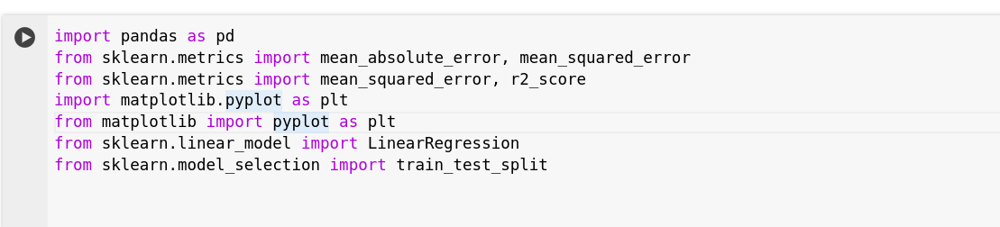 import pandas as pd
from sklearn.metrics import mean_absolute_error, mean_squared_error
from sklearn.metrics import mean_squared_error, r2_score
import matplotlib.pyplot as plt
from matplotlib import pyplot as plt
from sklearn.linear_model import LinearRegression
from sklearn.model_selection import train_test_split